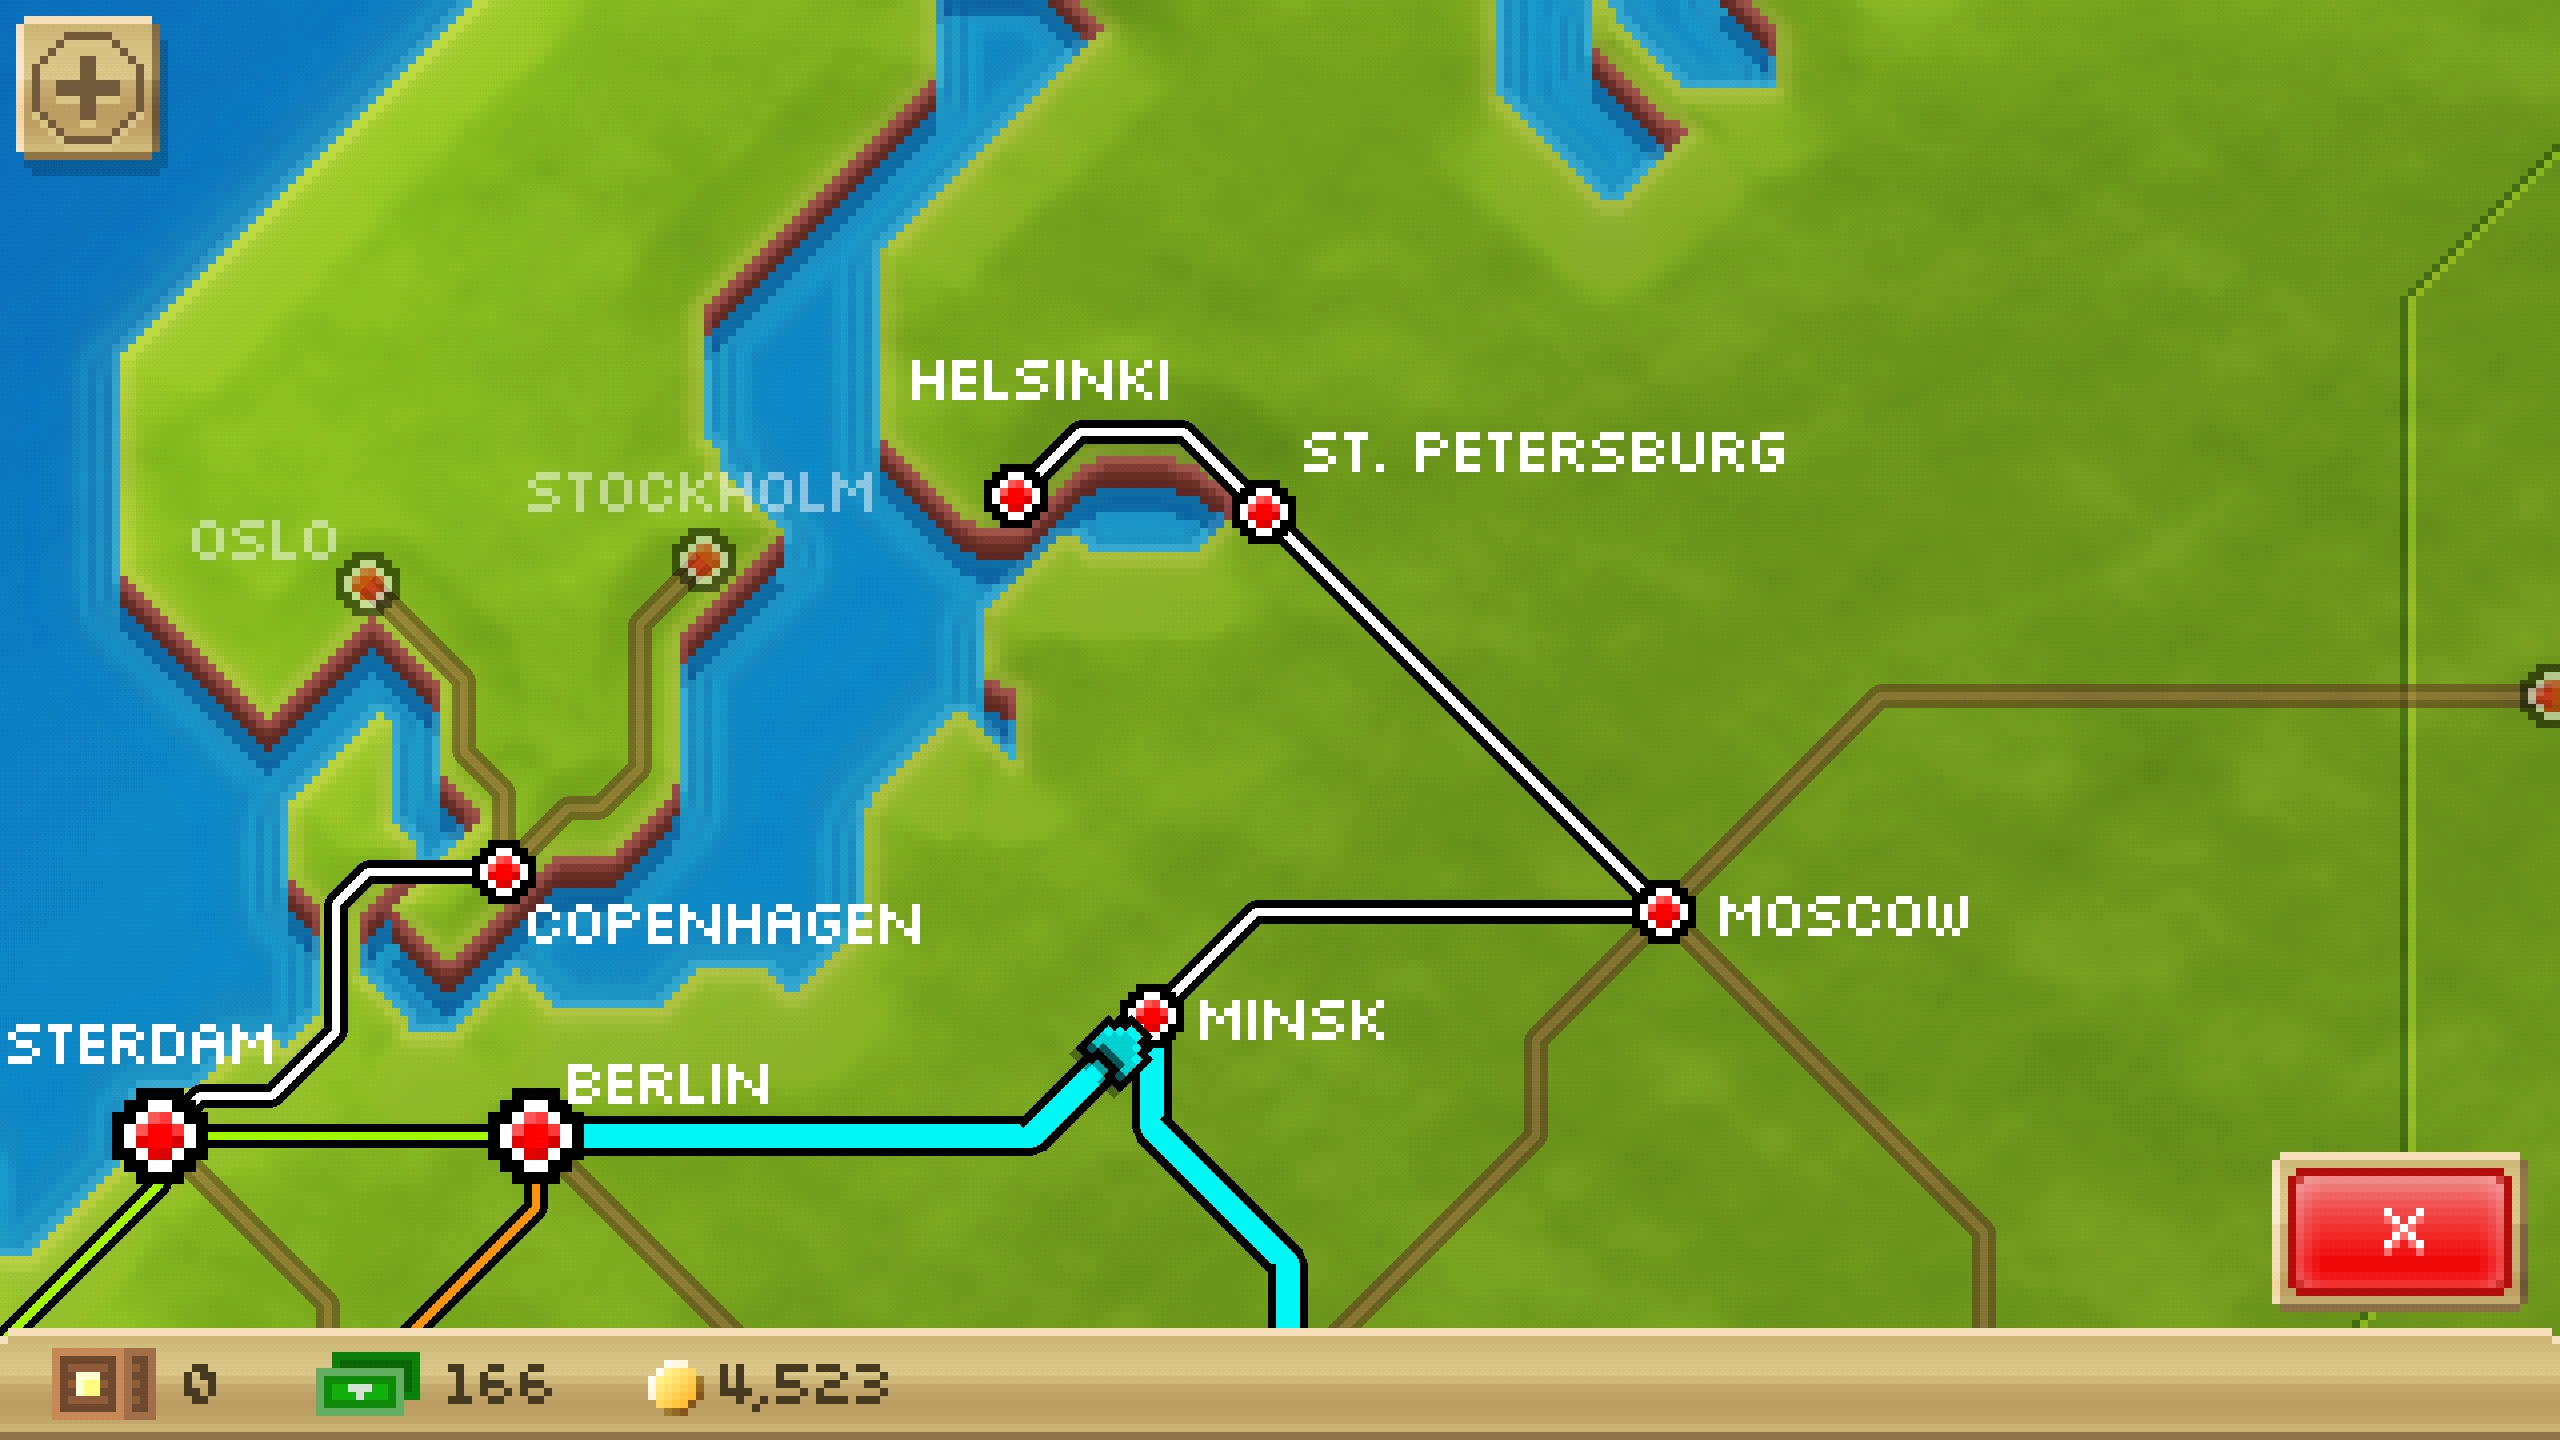 HELSINKI
ST. PETERSBURG
STOCKHOLM
OSLO
MOSCOW
COPENHAGEN
MINSK
STERDAM
BERLIN
X
0 166 4,523